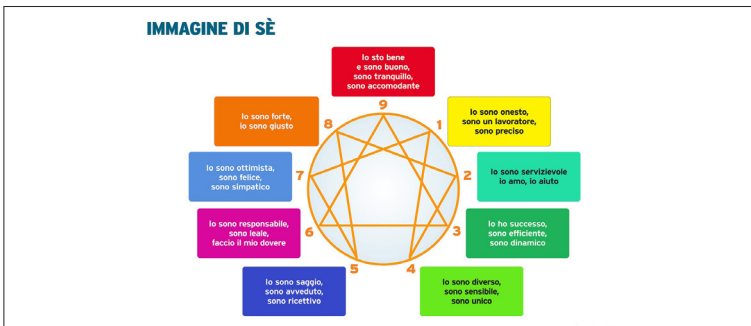 IMMAGINE DI SÈ
Io sto bene
e sono buono,
sono tranquillo,
sono accomodante
9
Io sono forte,
io sono giusto
8
1
Io sono onesto,
sono un lavoratore,
sono preciso
Io sono ottimista,
sono felice,
sono simpatico
7
2
Io sono servizievole
io amo, io aiuto
Io sono responsabile,
sono leale,
faccio il mio dovere
6
3
Io ho successo,
sono efficiente,
sono dinamico
Io sono saggio,
sono avveduto,
sono ricettivo
5
4
Io sono diverso,
sono sensibile,
sono unico